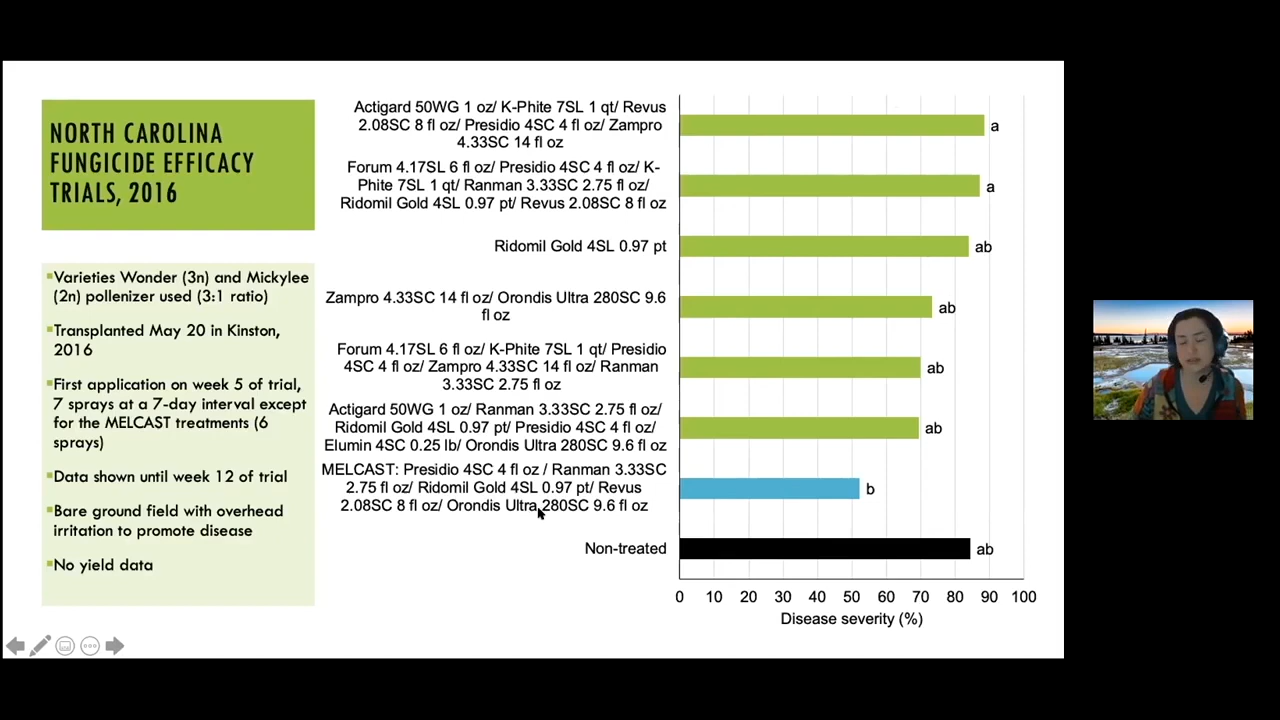 NORTH CAROLINA
FUNGICIDE EFFICACY
TRIALS, 2016
Varieties Wonder (3n) and Mickylee
(2n) pollenizer used (3:1 ratio)
Transplanted May 20 in Kinston,
2016
First application on week 5 of trial,
7 sprays at a 7-day interval except
for the MELCAST treatments (6
sprays)
Data shown until week 12 of trial
Bare ground field with overhead
irritation to promote disease
No yield data
Actigard 50WG 1 oz/ K-Phite 7SL 1 qt/ Revus
2.08SC 8 fl oz/ Presidio 4SC 4 fl oz/ Zampro
4.33SC 14 fl oz
a
Forum 4.17SL 6 fl oz/ Presidio 4SC 4 fl oz/ K-
Phite 7SL 1 qt/ Ranman 3.33SC 2.75 fl oz/
Ridomil Gold 4SL 0.97 pt/ Revus 2.08SC 8 fl oz
a
Ridomil Gold 4SL 0.97 pt
ab
Zampro 4.33SC 14 fl oz/ Orondis Ultra 280SC 9.6
fl oz
ab
Forum 4.17SL 6 fl oz/ K-Phite 7SL 1 qt/ Presidio
4SC 4 fl oz/ Zampro 4.33SC 14 fl oz/ Ranman
3.33SC 2.75 fl oz
ab
Actigard 50WG 1 oz/ Ranman 3.33SC 2.75 fl oz/
Ridomil Gold 4SL 0.97 pt/ Presidio 4SC 4 fl oz/
Elumin 4SC 0.25 lb/ Orondis Ultra 280SC 9.6 fl oz
ab
MELCAST: Presidio 4SC 4 fl oz / Ranman 3.33SC
2.75 fl oz/ Ridomil Gold 4SL 0.97 pt/ Revus
2.08SC 8 fl oz/ Orondis Ultra 280SC 9.6 fl oz
b
Non-treated
ab
0 10 20 30 40 50 60 70 80 90 100
Disease severity (%)